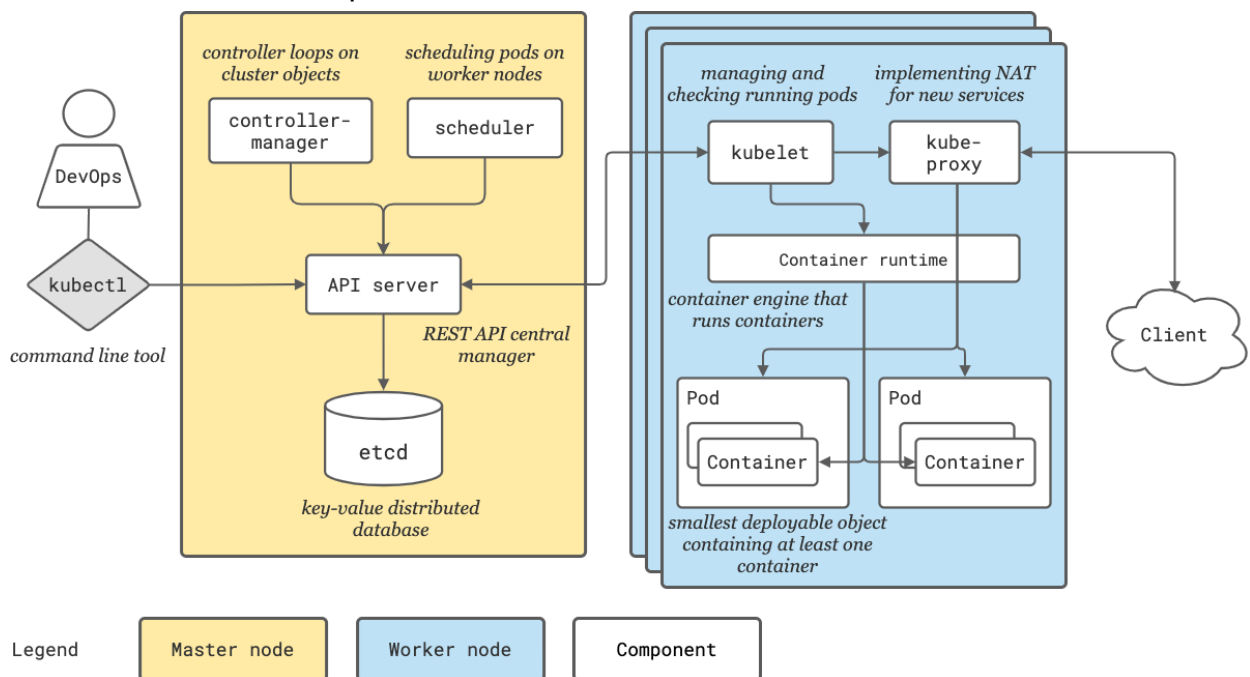 controller loops on
cluster objects
scheduling pods on
worker nodes
controller-
manager
scheduler
DevOps
kubectl
command line tool
API server
REST API central
manager
etcd
key-value distributed
database
managing and
checking running pods
implementing NAT
for new services
kubelet
kube-
proxy
Container runtime
container engine that
runs containers
Client
Pod
Container
Pod
Container
smallest deployable object
containing at least one
container
Legend
Master node
Worker node
Component